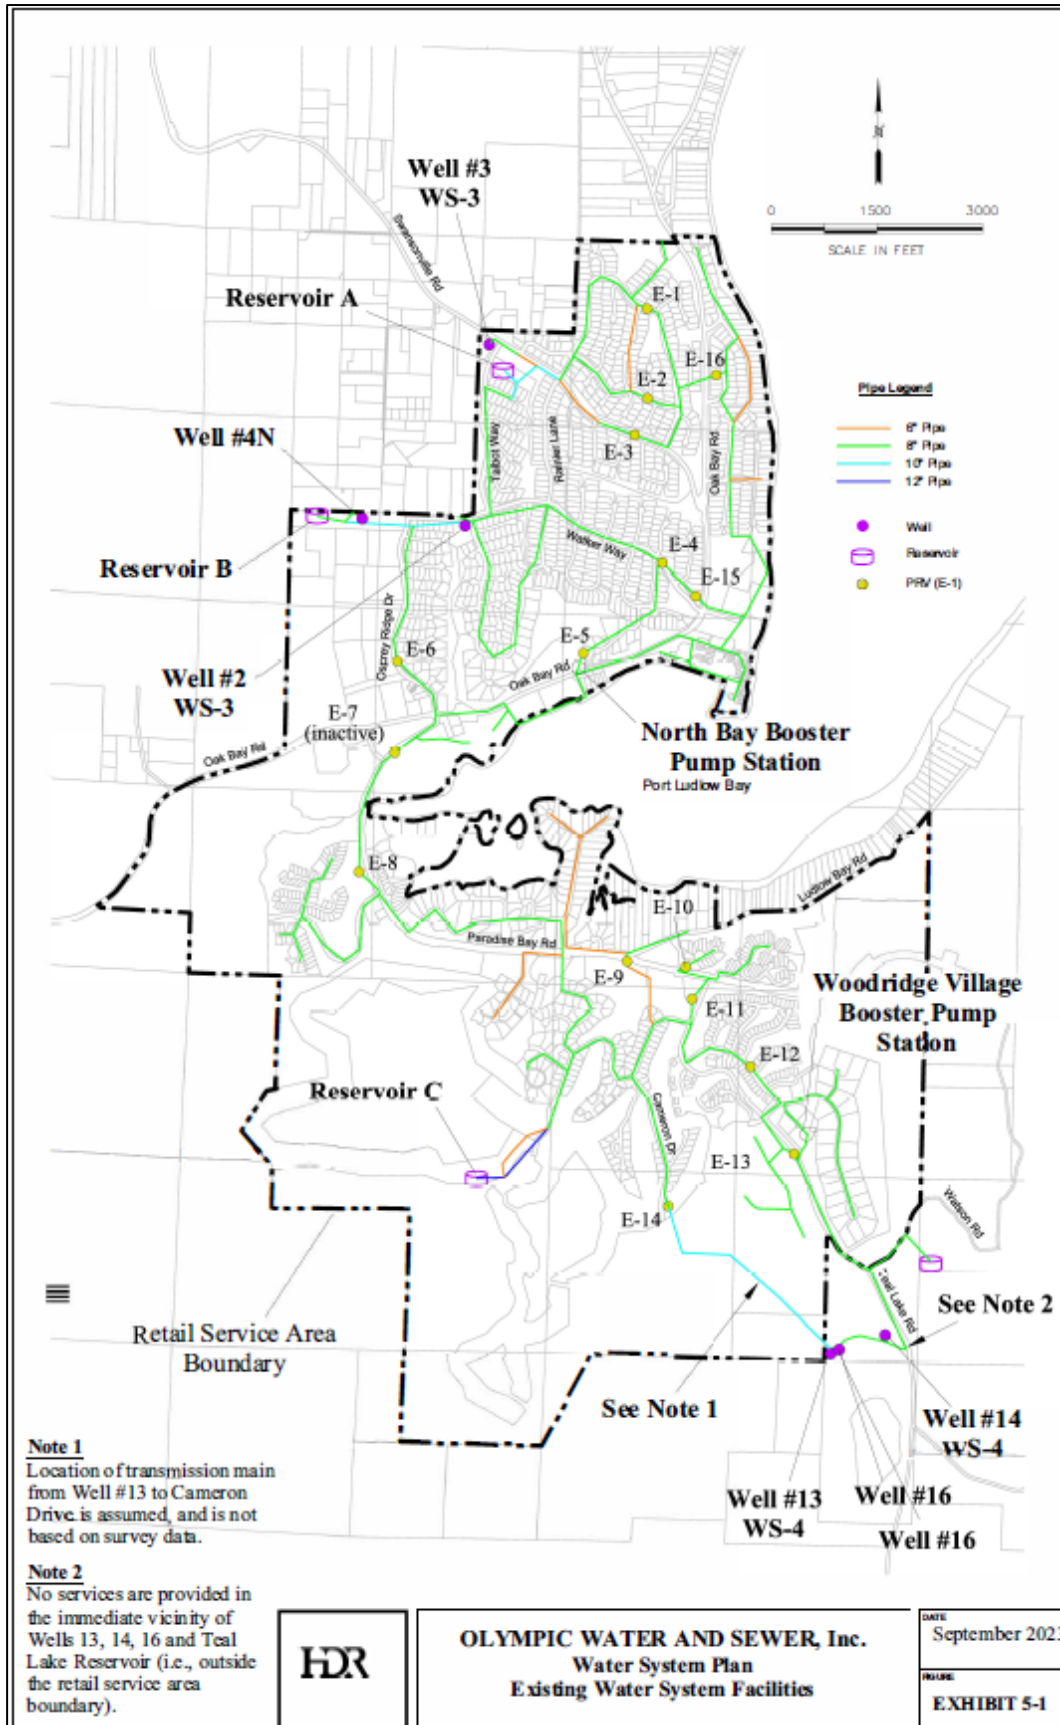 Well #3
WS-3
Swansonville Rd
0 1500 3000
SCALE IN FEET
Reservoir A
E-1
E-16
E-2
E-3
Pipe Legend
6" Pipe
8" Pipe
10" Pipe
12" Pipe
Well
Reservoir
PRV (E-1)
Talbot Way
Rainier Lane
Oak Bay Rd
Well #4N
Reservoir B
Walker Way
E-4
E-15
Osprey Ridge Dr
E-6
E-5
Oak Bay Rd
Well #2
WS-3
E-7
(inactive)
Oak Bay Rd
North Bay Booster
Pump Station
Port Ludlow Bay
E-8
Ludlow Bay Rd
E-10
Paradise Bay Rd
E-9
Woodridge Village
Booster Pump
Station
E-11
E-12
Reservoir C
Cameron Dr
E-13
E-14
Watson Rd
Teal Lake Rd
See Note 2
Retail Service Area
Boundary
See Note 1
Well #14
WS-4
Well #13
WS-4
Well #16
Well #16
Note 1
Location of transmission main
from Well #13 to Cameron
Drive is assumed, and is not
based on survey data.
Note 2
No services are provided in
the immediate vicinity of
Wells 13, 14, 16 and Teal
Lake Reservoir (i.e., outside
the retail service area
boundary).
HDR
OLYMPIC WATER AND SEWER, Inc.
Water System Plan
Existing Water System Facilities
DATE
September 2023
FIGURE
EXHIBIT 5-1